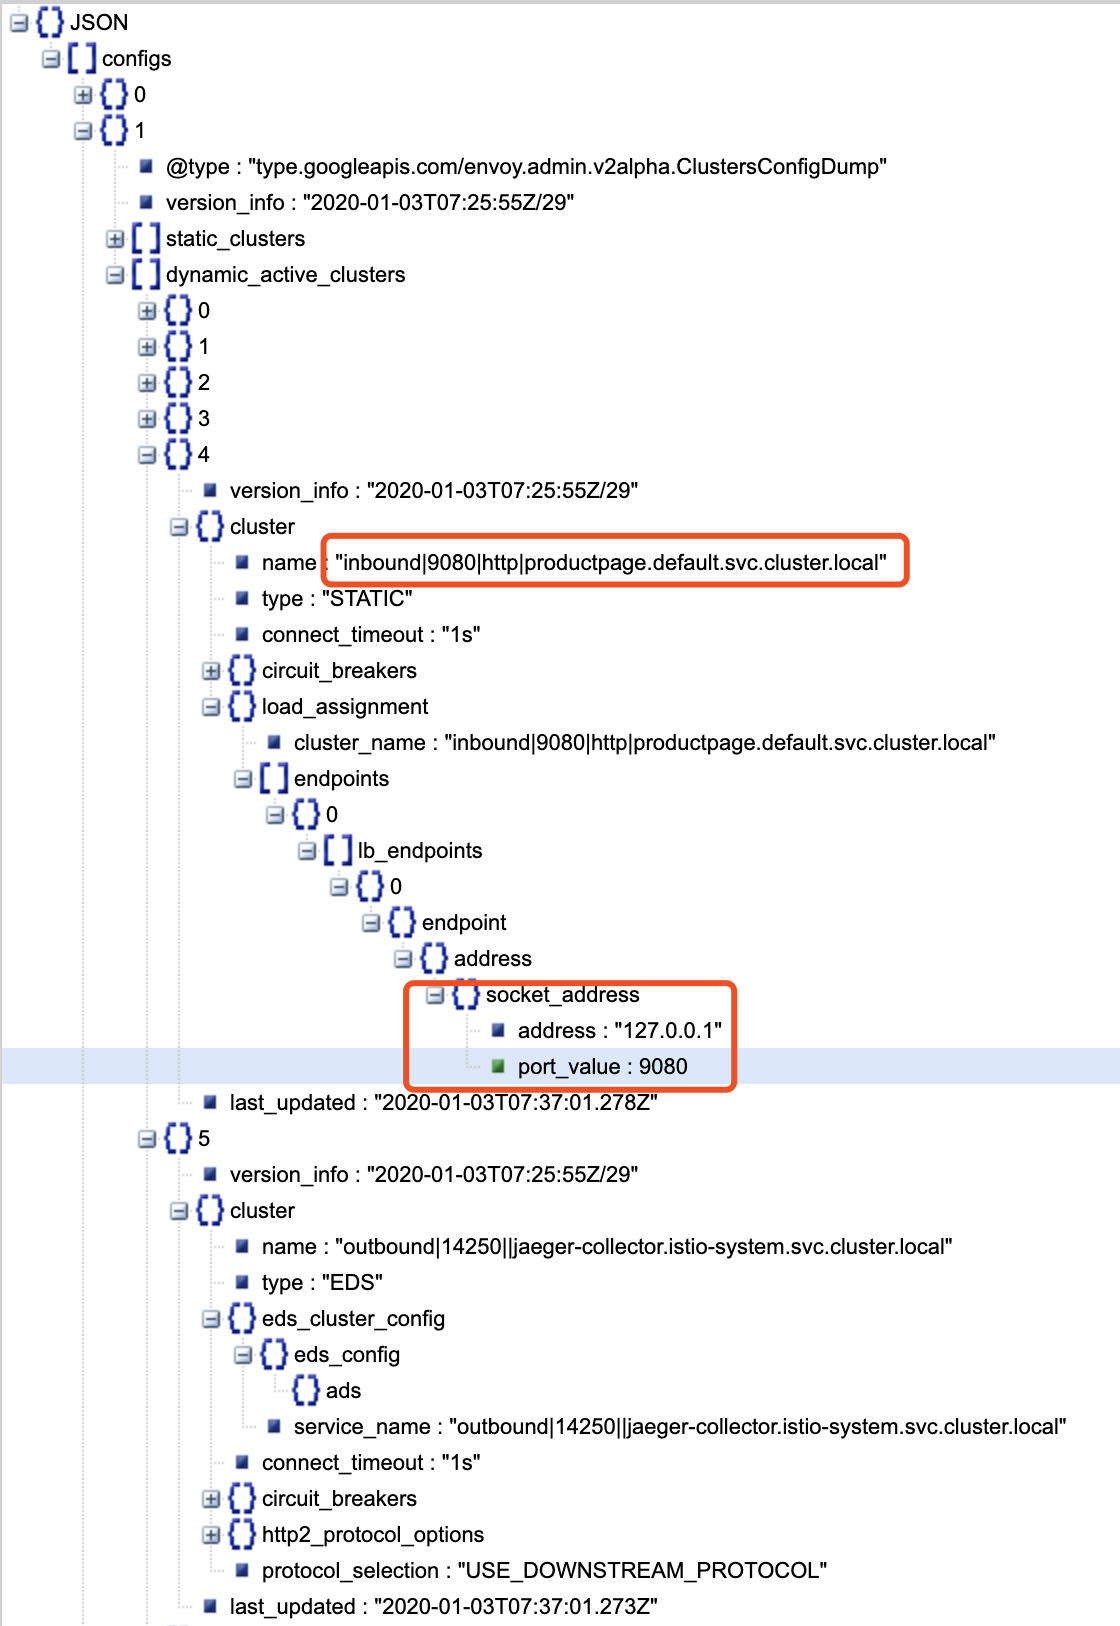 JSON
configs
0
1
@type : "type.googleapis.com/envoy.admin.v2alpha.ClustersConfigDump"
version_info : "2020-01-03T07:25:55Z/29"
static_clusters
dynamic_active_clusters
0
1
2
3
4
version_info : "2020-01-03T07:25:55Z/29"
cluster
name : "inbound|9080|http|productpage.default.svc.cluster.local"
type : "STATIC"
connect_timeout : "1s"
circuit_breakers
load_assignment
cluster_name : "inbound|9080|http|productpage.default.svc.cluster.local"
endpoints
0
lb_endpoints
0
endpoint
address
socket_address
address : "127.0.0.1"
port_value : 9080
last_updated : "2020-01-03T07:37:01.278Z"
5
version_info : "2020-01-03T07:25:55Z/29"
cluster
name : "outbound|14250||jaeger-collector.istio-system.svc.cluster.local"
type : "EDS"
eds_cluster_config
eds_config
ads
service_name : "outbound|14250||jaeger-collector.istio-system.svc.cluster.local"
connect_timeout : "1s"
circuit_breakers
http2_protocol_options
protocol_selection : "USE_DOWNSTREAM_PROTOCOL"
last_updated : "2020-01-03T07:37:01.273Z"